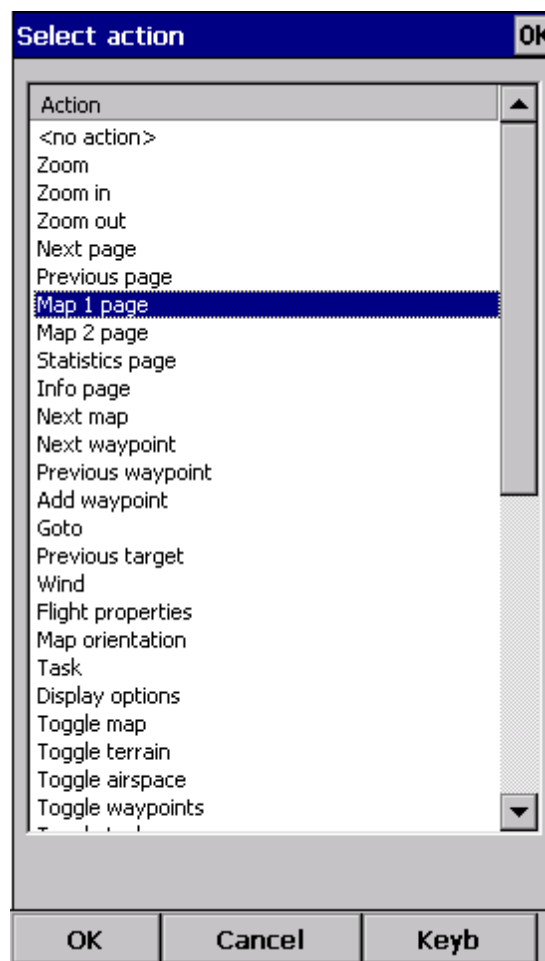 Select action
OK
Action
<no action>
Zoom
Zoom in
Zoom out
Next page
Previous page
Map 1 page
Map 2 page
Statistics page
Info page
Next map
Next waypoint
Previous waypoint
Add waypoint
Goto
Previous target
Wind
Flight properties
Map orientation
Task
Display options
Toggle map
Toggle terrain
Toggle airspace
Toggle waypoints
OK
Cancel
Keyb